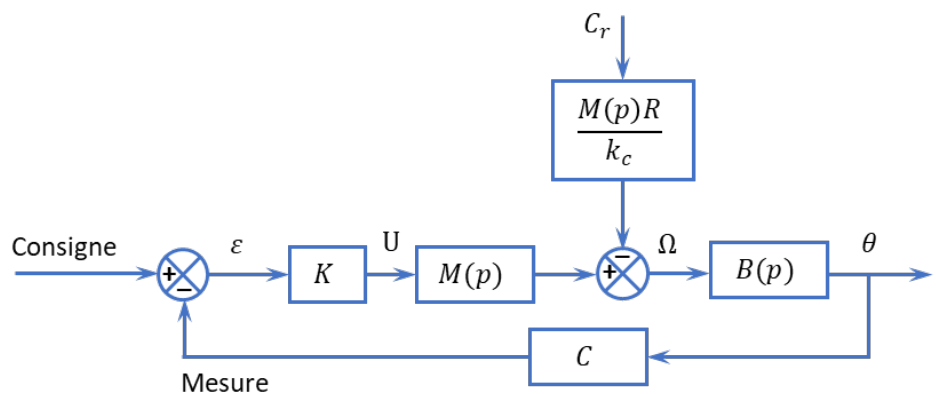 C_r
M(p)R
k_c
Consigne
+
−
ε
K
U
M(p)
+
−
Ω
B(p)
θ
C
Mesure